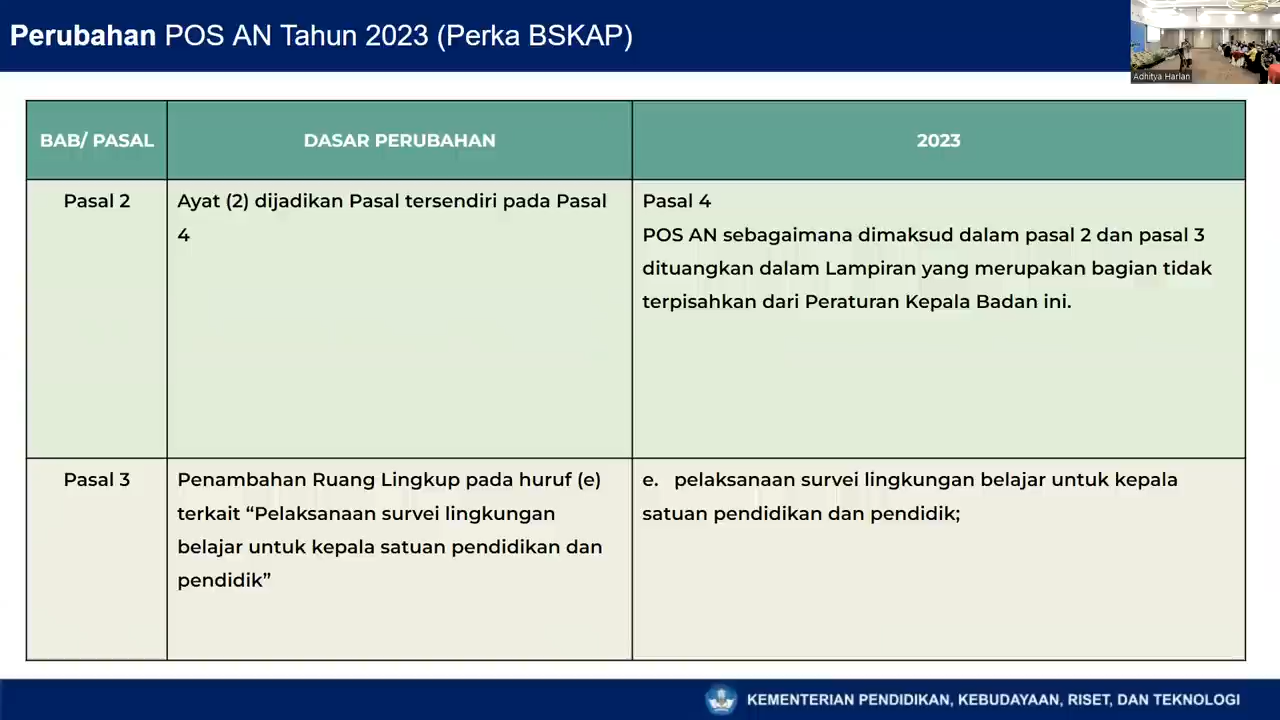 Perubahan POS AN Tahun 2023 (Perka BSKAP)
Adhitya Harlan
BAB/ PASAL
DASAR PERUBAHAN
2023
Pasal 2
Ayat (2) dijadikan Pasal tersendiri pada Pasal
4
Pasal 4
POS AN sebagaimana dimaksud dalam pasal 2 dan pasal 3
dituangkan dalam Lampiran yang merupakan bagian tidak
terpisahkan dari Peraturan Kepala Badan ini.
Pasal 3
Penambahan Ruang Lingkup pada huruf (e)
terkait “Pelaksanaan survei lingkungan
belajar untuk kepala satuan pendidikan dan
pendidik”
e. pelaksanaan survei lingkungan belajar untuk kepala
satuan pendidikan dan pendidik;
KEMENTERIAN PENDIDIKAN, KEBUDAYAAN, RISET, DAN TEKNOLOGI